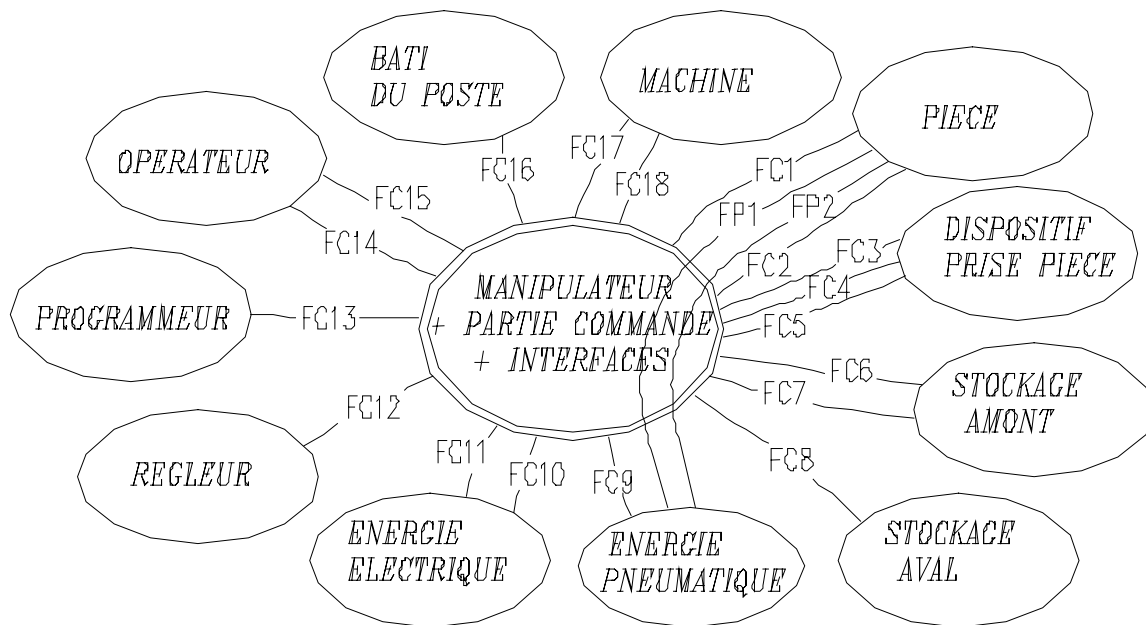 BATI
DU POSTE
MACHINE
PIECE
OPERATEUR
FC16
FC17
FC18
FC1
FC15
FP1
FP2
FC14
DISPOSITIF
PRISE PIECE
FC3
FC2
FC4
MANIPULATEUR
+ PARTIE COMMANDE
+ INTERFACES
PROGRAMMEUR
FC13
FC5
FC6
FC7
STOCKAGE
AMONT
FC12
REGLEUR
FC11
FC10
FC9
FC8
ENERGIE
ELECTRIQUE
ENERGIE
PNEUMATIQUE
STOCKAGE
AVAL